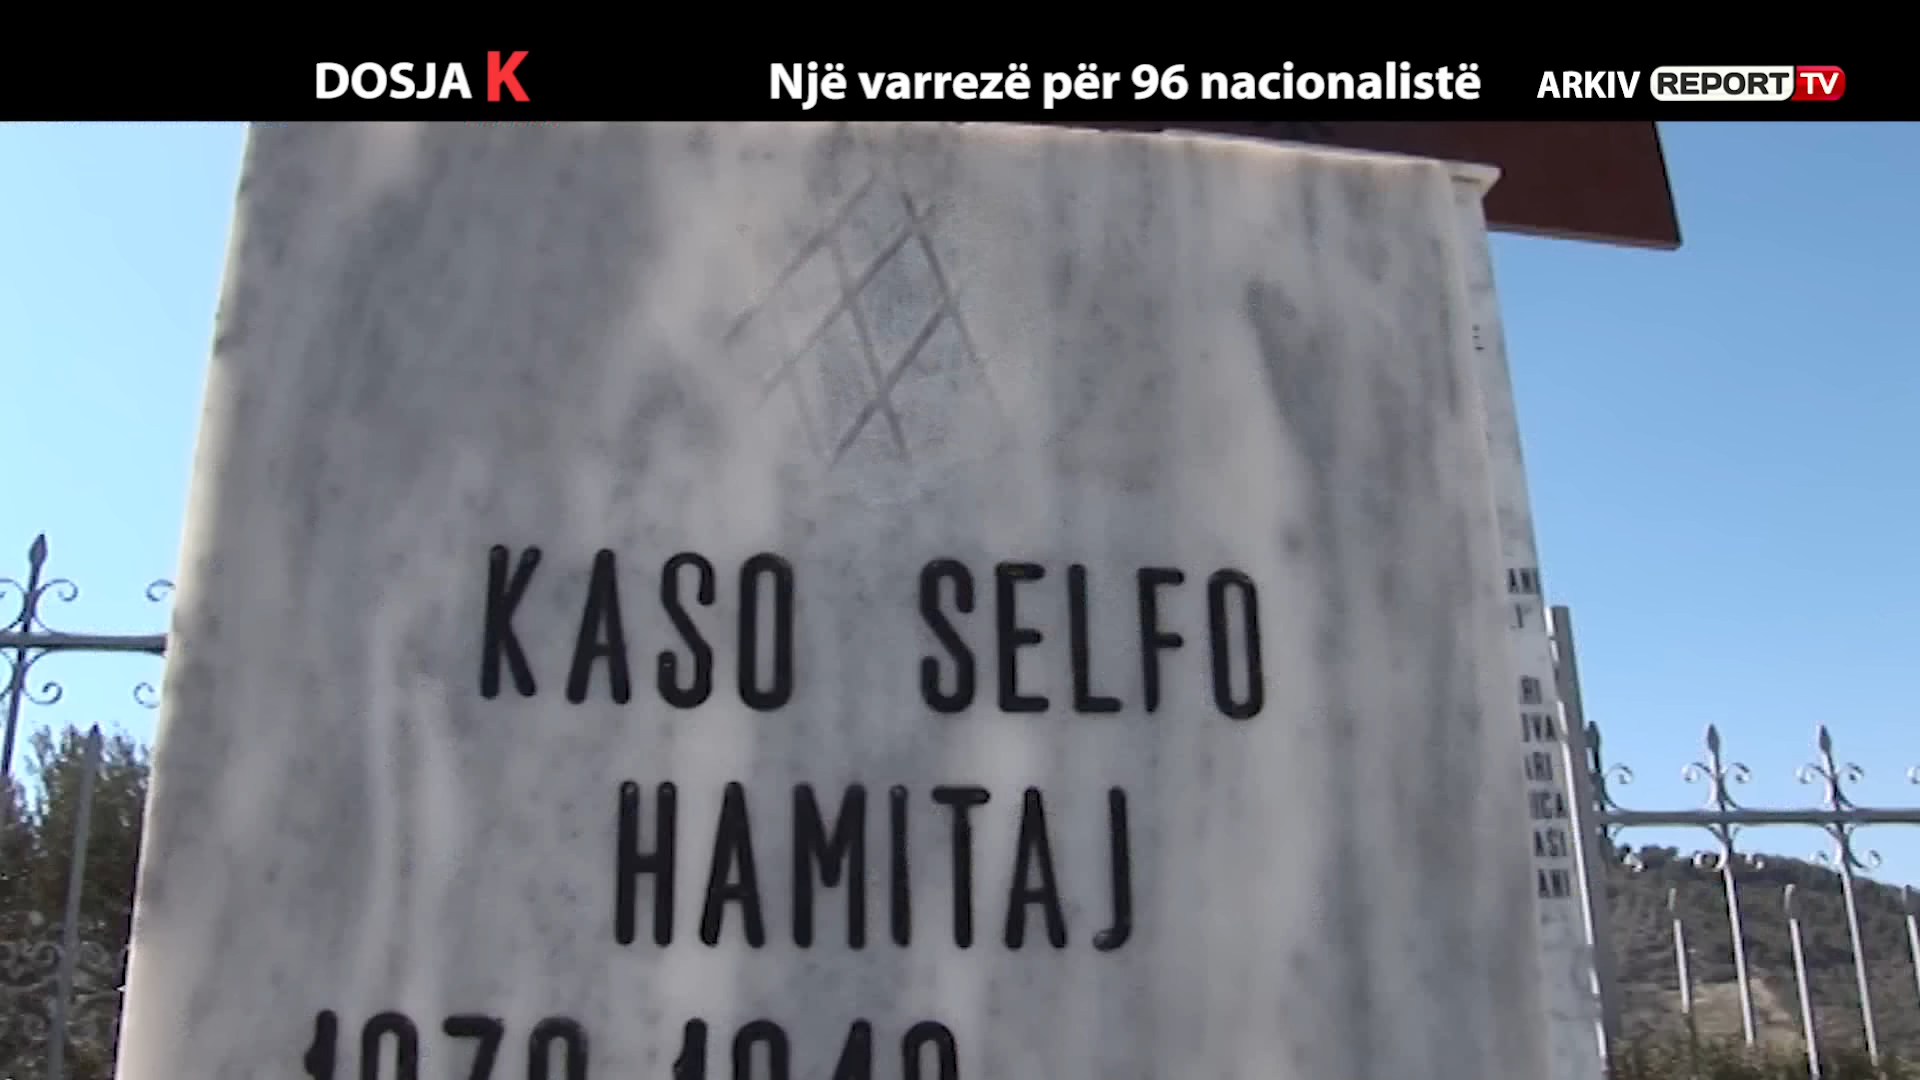 DOSJA K
Një varrezë për 96 nacionalistë
ARKIV REPORT TV
KASO SELFO
HAMITAJ